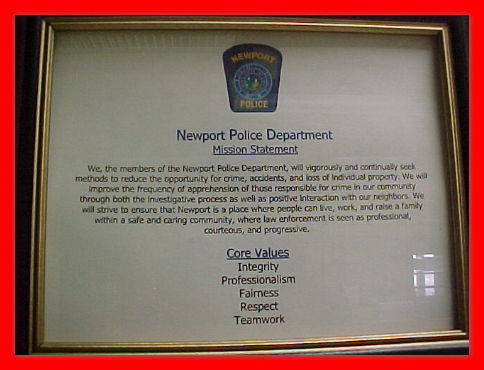 NEWPORT
POLICE
Newport Police Department
Mission Statement
We, the members of the Newport Police Department, will vigorously and continually seek
methods to reduce the opportunity for crime, accidents, and loss of individual property. We will
improve the frequency of apprehension of those responsible for crime in our community
through both the investigative process as well as positive interaction with our neighbors. We
will strive to ensure that Newport is a place where people can live, work, and raise a family
within a safe and caring community, where law enforcement is seen as professional,
courteous, and progressive.
Core Values
Integrity
Professionalism
Fairness
Respect
Teamwork